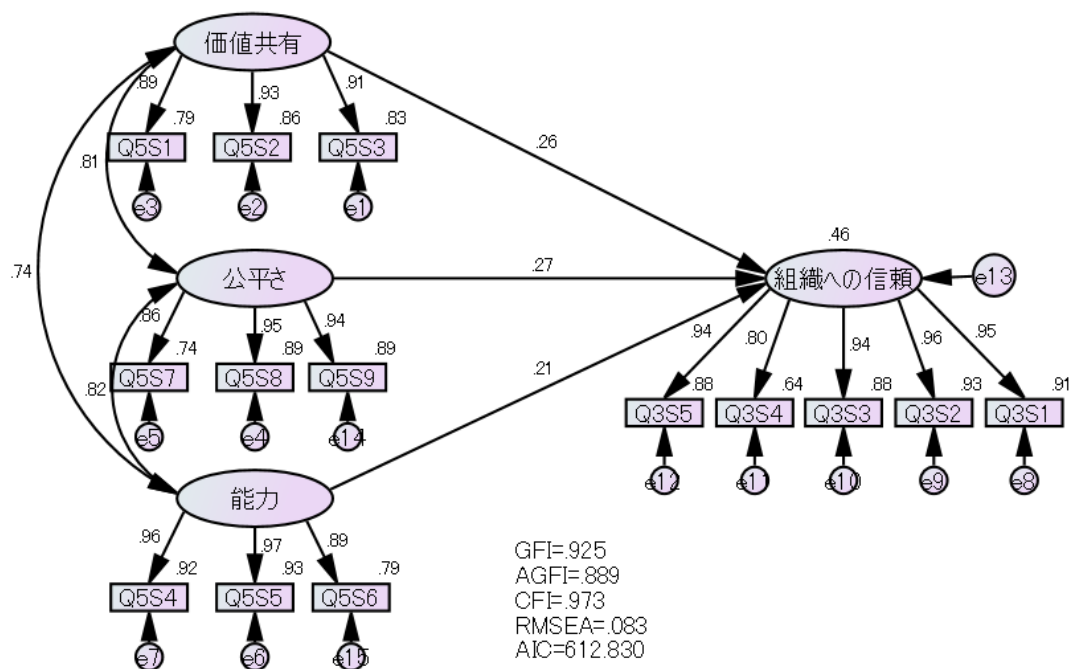 価値共有
.89
.93
.91
.79
.86
.83
Q5S1
Q5S2
Q5S3
e3
e2
e1
.81
.26
.74
.46
公平さ
.27
組織への信頼
e13
.86
.95
.94
.74
.89
.89
Q5S7
Q5S8
Q5S9
e5
e4
e14
.82
.21
.94
.80
.94
.96
.95
.88
.64
.88
.93
.91
Q3S5
Q3S4
Q3S3
Q3S2
Q3S1
e12
e11
e10
e9
e8
能力
.96
.97
.89
.92
.93
.79
Q5S4
Q5S5
Q5S6
e7
e6
e15
GFI=.925
AGFI=.889
CFI=.973
RMSEA=.083
AIC=612.830